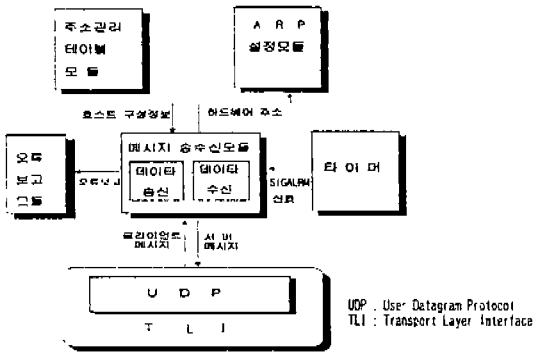 주소관리
테이블
모듈
A R P
설정모듈
호스트 구성정보
하드웨어 주소
메시지 송수신모듈
데이타
송신
데이타
수신
오류
보고
모듈
오류보고
타이머
SIGALRM
신호
클라이언트
메시지
서버
메시지
U D P
T L I
UDP : User Datagram Protocol
TLI : Transport Layer Interface